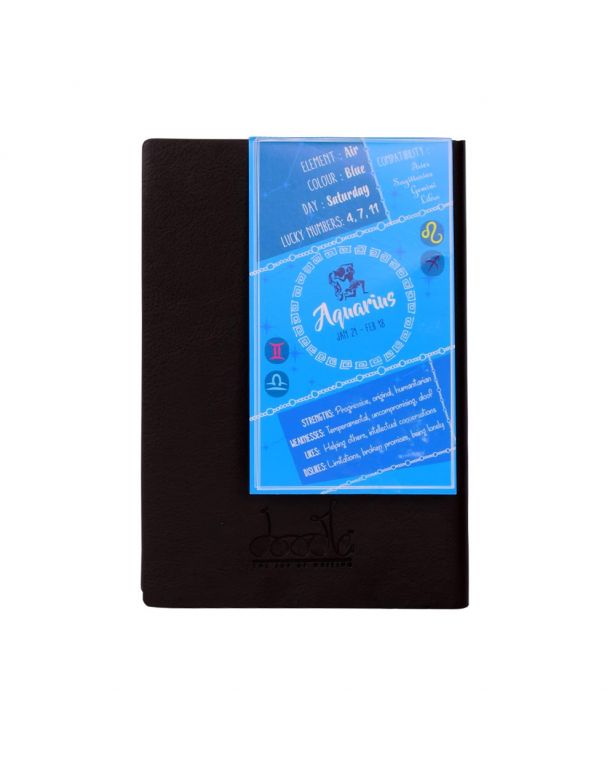 ELEMENT : Air
COLOUR : Blue
DAY : Saturday
LUCKY NUMBERS: 4, 7, 11
COMPATIBILITY :
Aries
Sagittarius
Gemini
Libra
Aquarius
JAN 21 - FEB 18
STRENGTHS: Progressive, original, humanitarian
WEAKNESSES: Temperamental, uncompromising, aloof
LIKES: Helping others, intellectual conversations
DISLIKES: Limitations, broken promises, being lonely
doodle
THE JOY OF WRITING